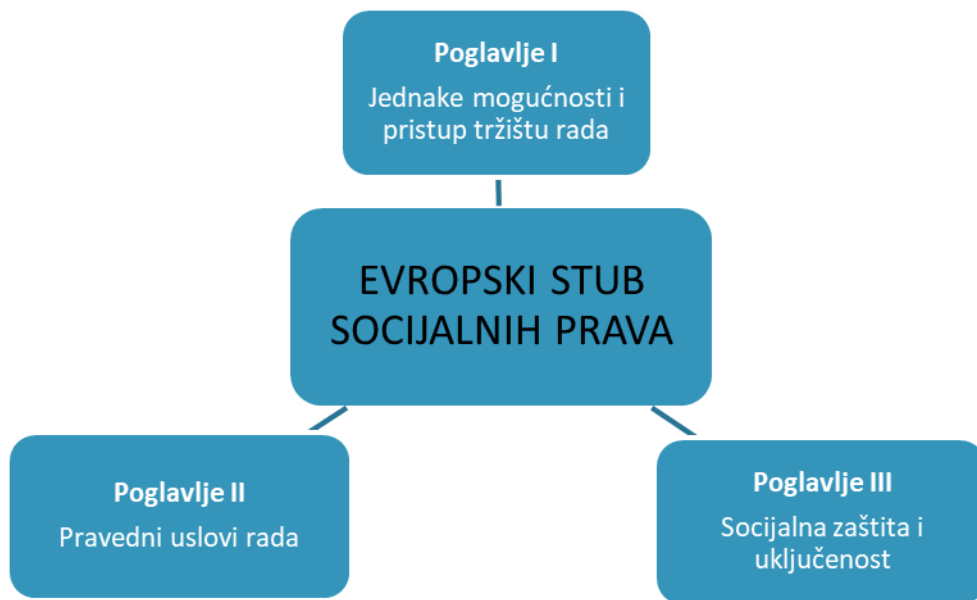 Poglavlje I
Jednake mogućnosti i
pristup tržištu rada
EVROPSKI STUB
SOCIJALNIH PRAVA
Poglavlje II
Pravedni uslovi rada
Poglavlje III
Socijalna zaštita i
uključenost